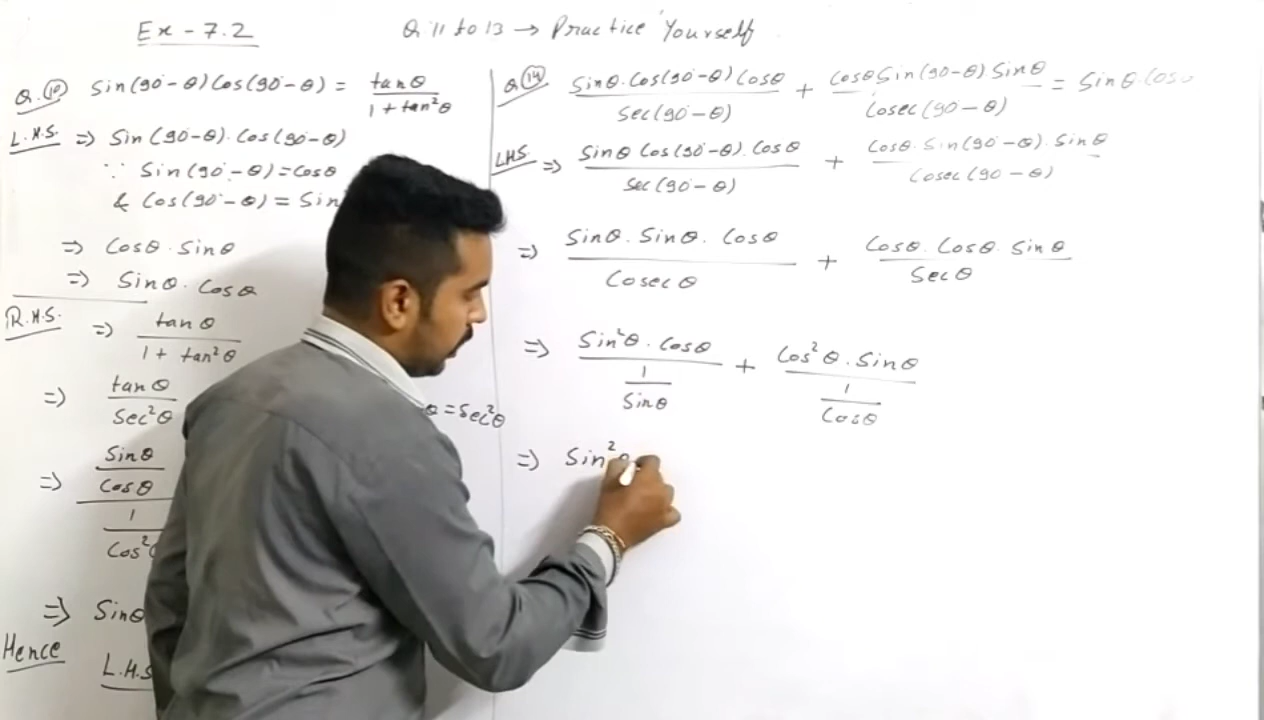 Ex - 7.2
Q. 11 to 13 → Practice Yourself
Q. 10 Sin(90°-θ) Cos(90°-θ) = tanθ / 1 + tan²θ
L.H.S. ⇒ Sin(90°-θ). Cos(90°-θ)
∵ Sin(90°-θ) = Cosθ
& Cos(90°-θ) = Sin
⇒ Cosθ . Sinθ
⇒ Sinθ . Cosθ
R.H.S. ⇒ tanθ / 1 + tan²θ
⇒ tanθ / Sec²θ
θ = Sec²θ
⇒ Sinθ / Cosθ / 1 / Cos²
⇒ Sinθ
Hence L.H.S
Q. 14 Sinθ. Cos(90°-θ) Cosθ / Sec(90°-θ) + Cosθ Sin(90°-θ). Sinθ / Cosec(90°-θ) = Sinθ. Cosθ
LHS. ⇒ Sinθ Cos(90°-θ). Cosθ / Sec(90°-θ) + Cosθ. Sin(90°-θ). Sinθ / Cosec(90°-θ)
⇒ Sinθ. Sinθ. Cosθ / Cosecθ + Cosθ. Cosθ. Sinθ / Secθ
⇒ Sin²θ . Cosθ / 1 / Sinθ + Cos²θ . Sinθ / 1 / Cosθ
⇒ Sin²θ